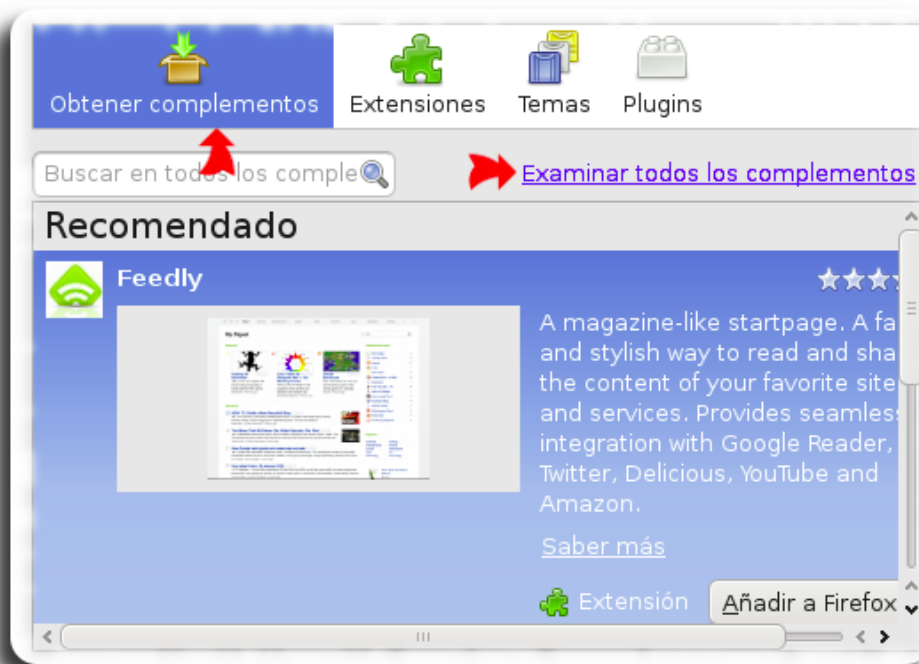 Obtener complementos
Extensiones
Temas
Plugins
Buscar en todos los comple
Examinar todos los complementos
Recomendado
Feedly
A magazine-like startpage. A fa
and stylish way to read and sha
the content of your favorite site
and services. Provides seamles
integration with Google Reader,
Twitter, Delicious, YouTube and
Amazon.
Saber más
Extensión
Añadir a Firefox